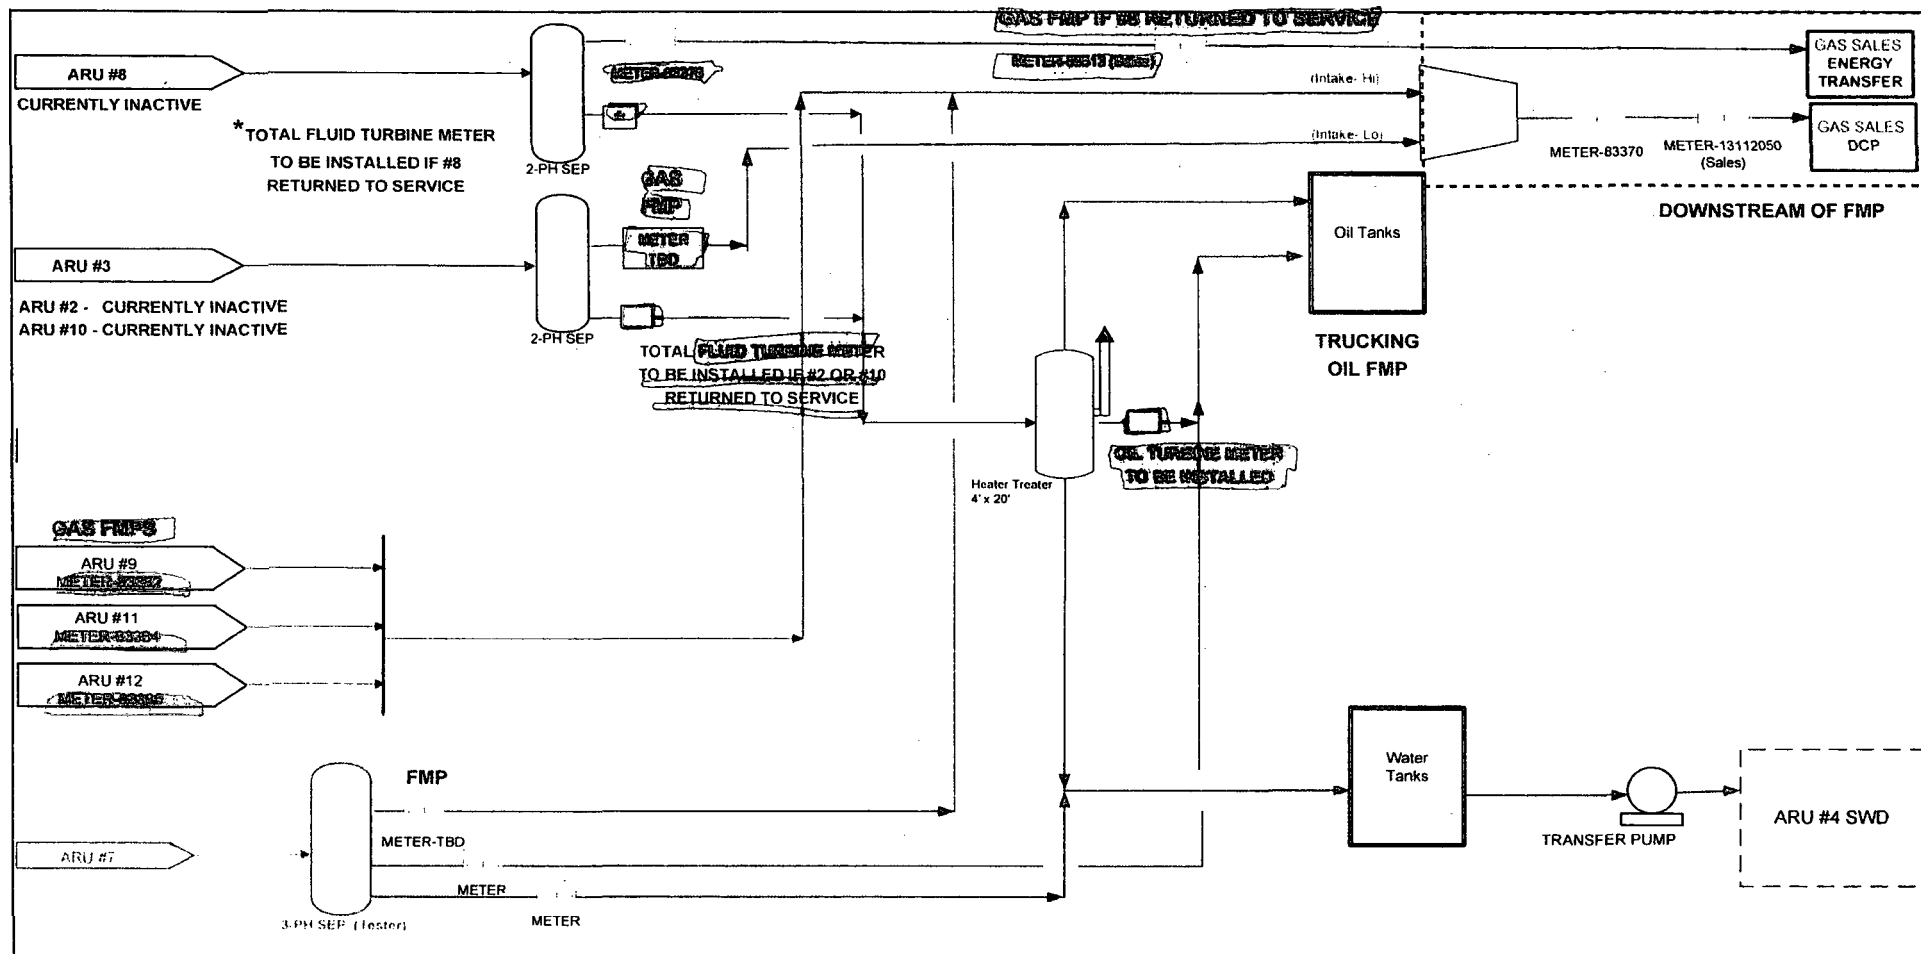 GAS FMP IF #8 RETURNED TO SERVICE
ARU #8
CURRENTLY INACTIVE
*TOTAL FLUID TURBINE METER
TO BE INSTALLED IF #8
RETURNED TO SERVICE
2-PH SEP
(Intake- Hi)
(Intake- Lo)
GAS SALES
ENERGY
TRANSFER
GAS SALES
DCP
METER-83370
METER-13112050
(Sales)
DOWNSTREAM OF FMP
GAS
FMP
METER
TBD
ARU #3
ARU #2 - CURRENTLY INACTIVE
ARU #10 - CURRENTLY INACTIVE
2-PH SEP
TOTAL FLUID TURBINE METER
TO BE INSTALLED IF #2 OR #10
RETURNED TO SERVICE
Oil Tanks
TRUCKING
OIL FMP
OIL TURBINE METER
TO BE INSTALLED
Heater Treater
4' x 20'
GAS FMPS
ARU #9
ARU #11
METER-83384
ARU #12
FMP
METER-TBD
ARU #7
METER
METER
3-PH SEP (Tester)
Water
Tanks
TRANSFER PUMP
ARU #4 SWD